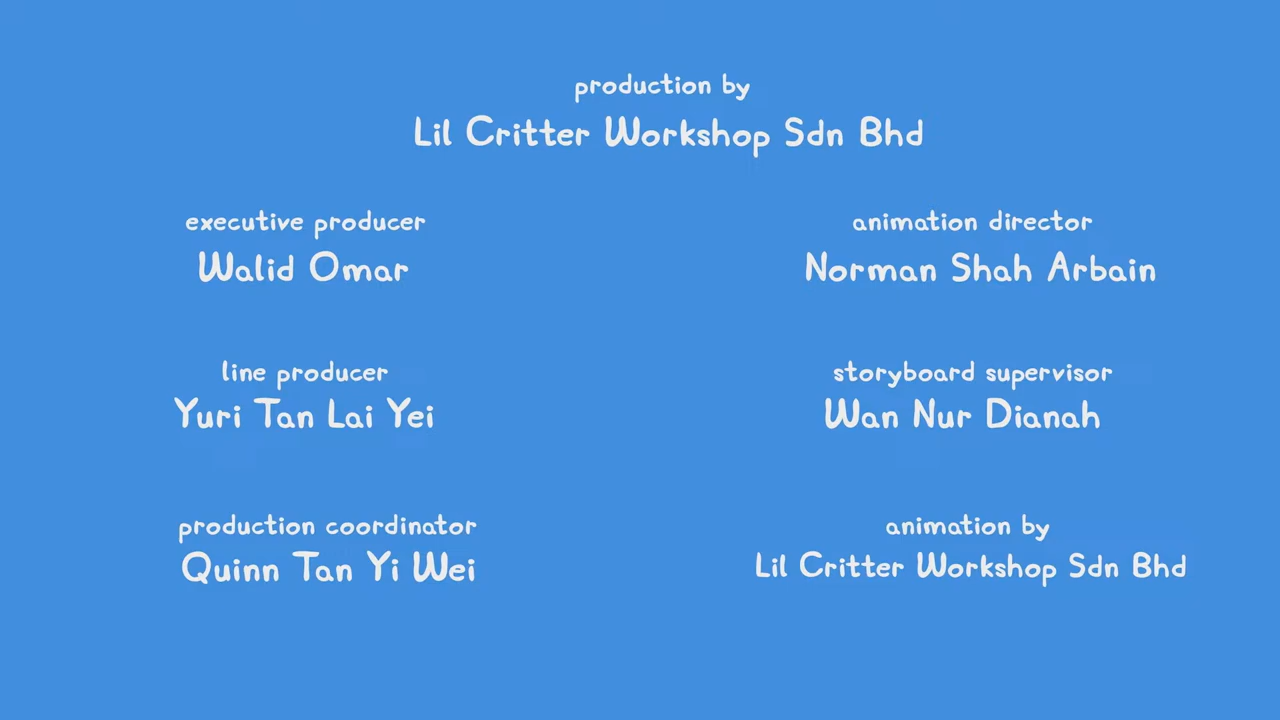 production by
Lil Critter Workshop Sdn Bhd
executive producer
Walid Omar
animation director
Norman Shah Arbain
line producer
Yuri Tan Lai Yei
storyboard supervisor
Wan Nur Dianah
production coordinator
Quinn Tan Yi Wei
animation by
Lil Critter Workshop Sdn Bhd